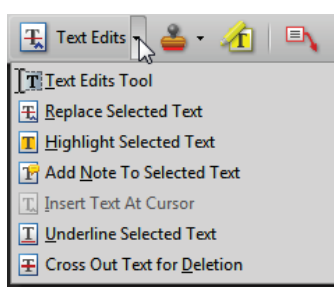 Text Edits
Text Edits Tool
Replace Selected Text
Highlight Selected Text
Add Note To Selected Text
Insert Text At Cursor
Underline Selected Text
Cross Out Text for Deletion